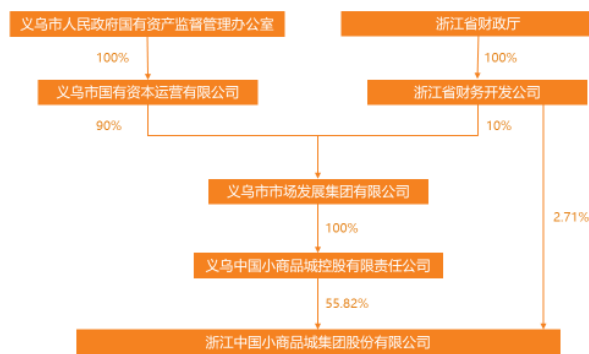 义乌市人民政府国有资产监督管理办公室
浙江省财政厅
100%
100%
义乌市国有资本运营有限公司
浙江省财务开发公司
90%
10%
义乌市市场发展集团有限公司
2.71%
100%
义乌中国小商品城控股有限责任公司
55.82%
浙江中国小商品城集团股份有限公司